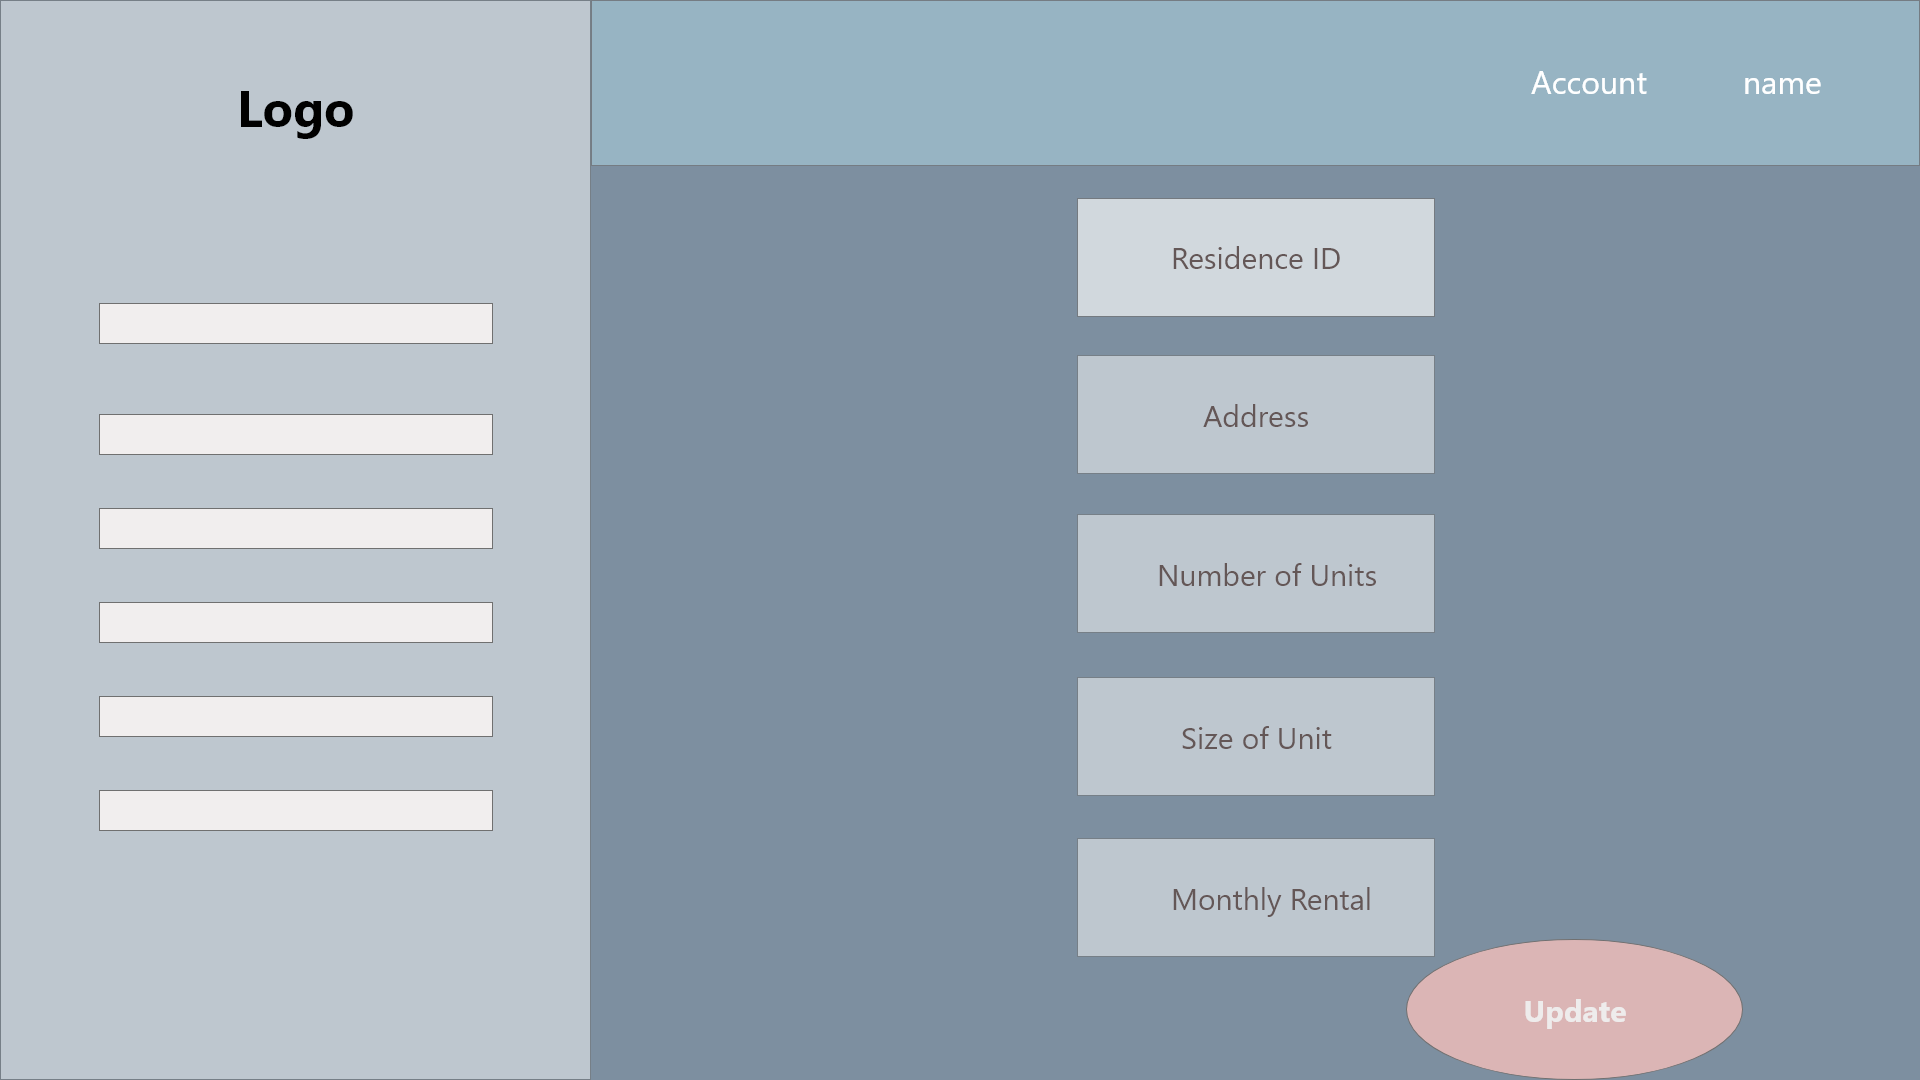 Logo
Account name
Residence ID
Address
Number of Units
Size of Unit
Monthly Rental
Update